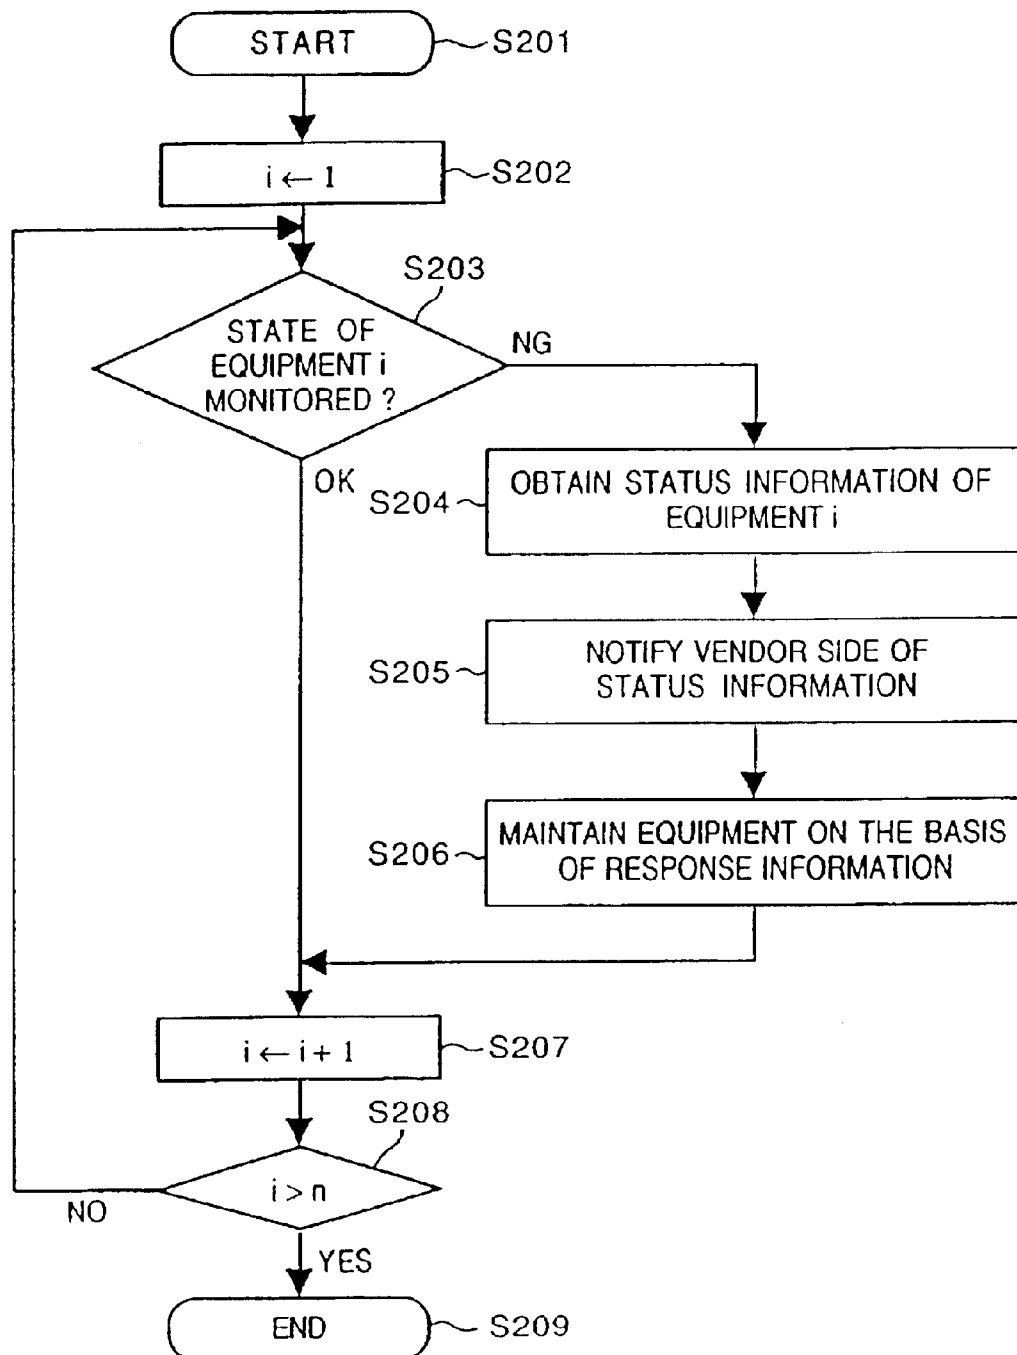 START
S201
i ← 1
S202
S203
STATE OF
EQUIPMENT i
MONITORED ?
NG
OK
S204
OBTAIN STATUS INFORMATION OF
EQUIPMENT i
S205
NOTIFY VENDOR SIDE OF
STATUS INFORMATION
S206
MAINTAIN EQUIPMENT ON THE BASIS
OF RESPONSE INFORMATION
i ← i + 1
S207
S208
i > n
NO
YES
END
S209